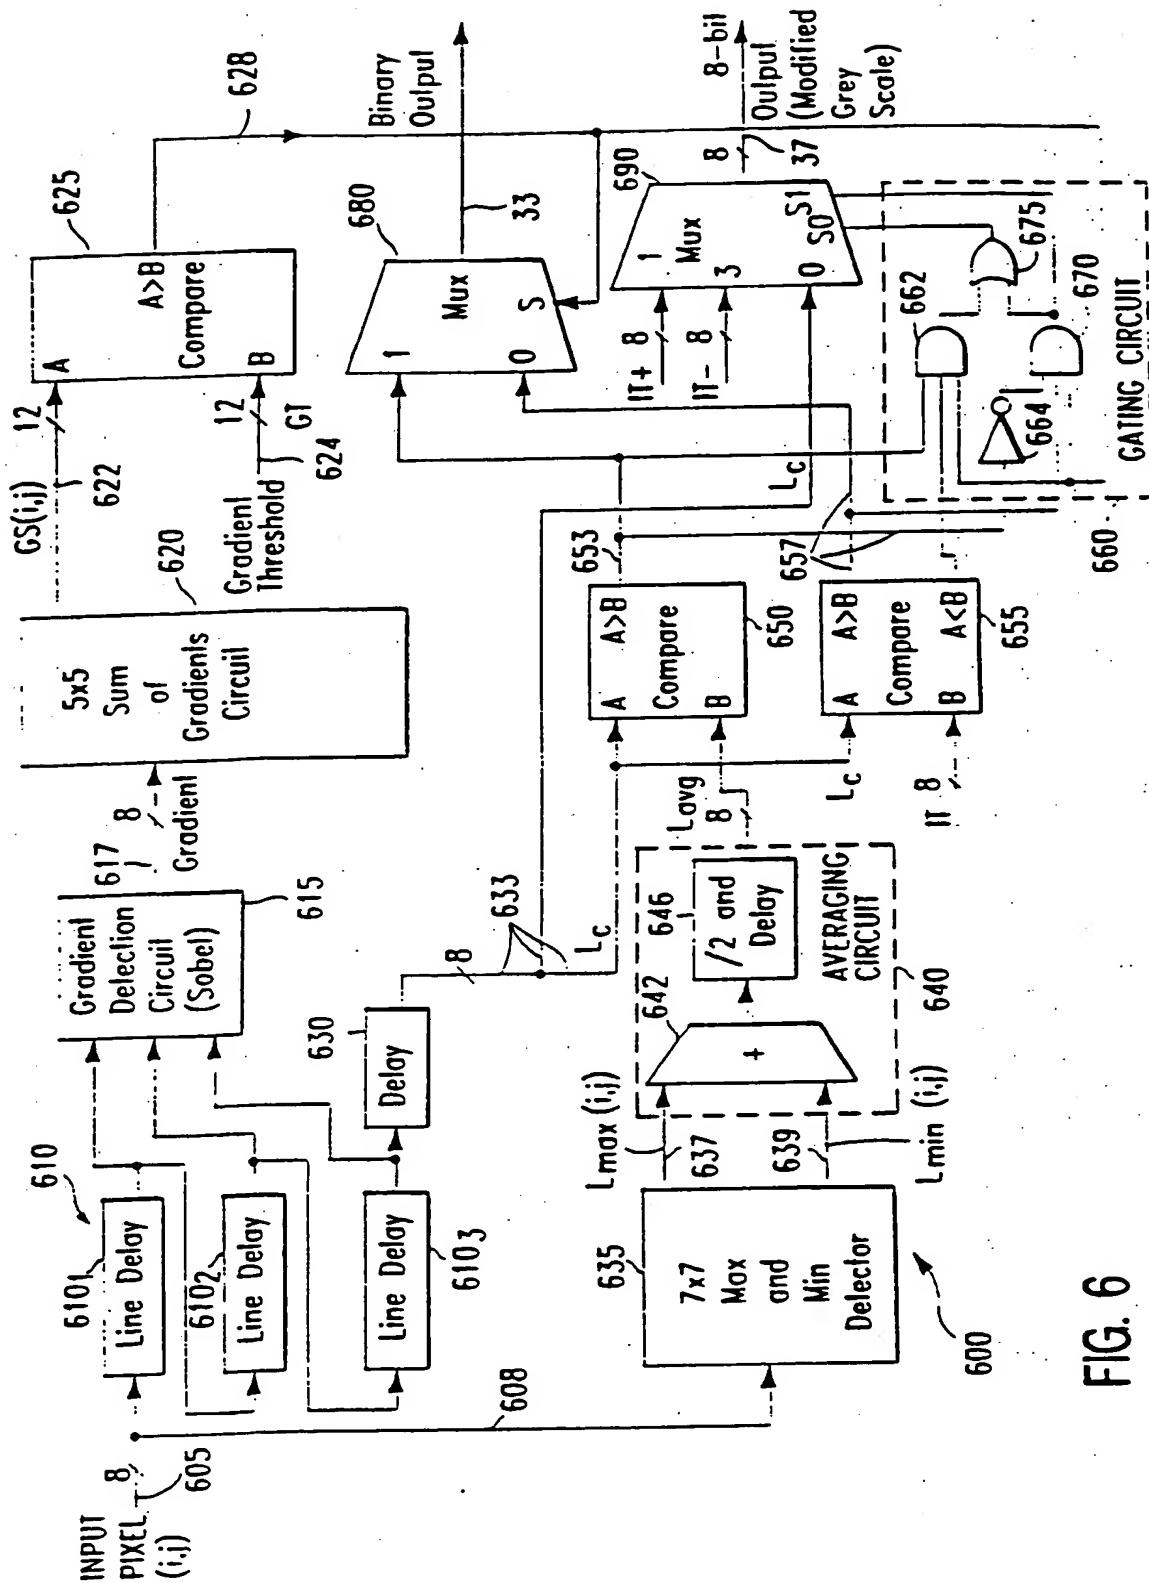 INPUT
PIXEL
(i,j)
8
605
608
610
610₁
Line Delay
610₂
Line Delay
Line Delay
610₃
Gradient
Detection
Circuit
(Sobel)
615
617
8
Gradient
5x5
Sum
of
Gradients
Circuit
620
GS(i,j)
12
622
Gradient
Threshold
12
GT
624
A
A>B
Compare
B
625
628
630
Delay
8
633
L_C
635
7x7
Max
and
Min
Detector
600
Lmax (i,j)
637
639
Lmin (i,j)
642
+
646
/2 and
Delay
AVERAGING
CIRCUIT
640
Lavg
8
L_C
IT 8
A
A>B
Compare
B
650
653
A
A>B
Compare
B
A<B
655
657
L_C
680
1
Mux
0
S
33
Binary
Output
IT+ 8
IT- 8
690
1
Mux
3
0
S0
S1
8
37
8-bit
Output
(Modified
Grey
Scale)
660
662
664
670
675
GATING CIRCUIT
FIG. 6